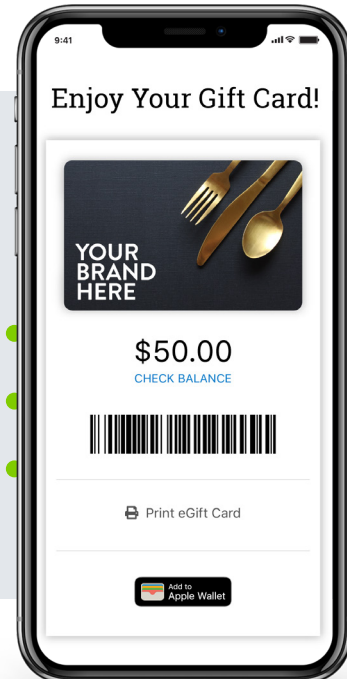 9:41
Enjoy Your Gift Card!
YOUR
BRAND
HERE
$50.00
CHECK BALANCE
Print eGift Card
Add to
Apple Wallet